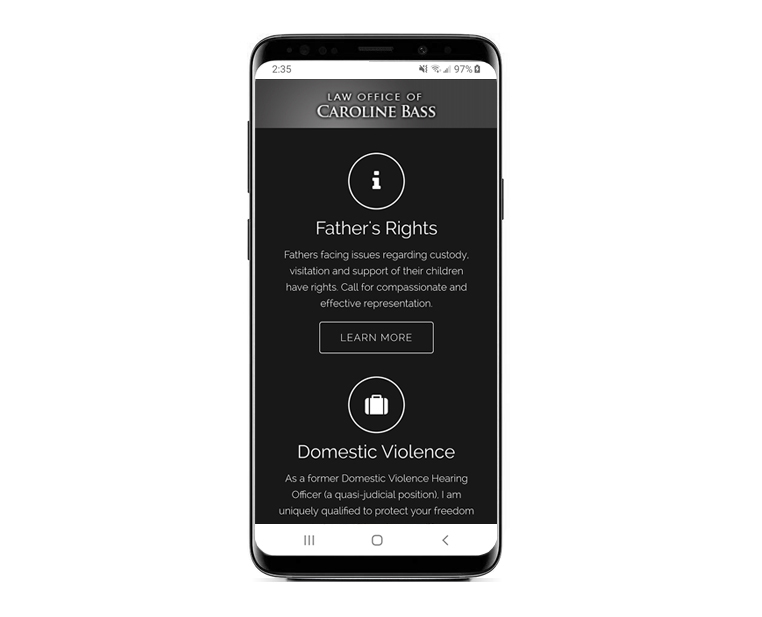 2:35 97%
LAW OFFICE OF
CAROLINE BASS
Father's Rights
Fathers facing issues regarding custody,
visitation and support of their children
have rights. Call for compassionate and
effective representation.
LEARN MORE
Domestic Violence
As a former Domestic Violence Hearing
Officer (a quasi-judicial position), I am
uniquely qualified to protect your freedom